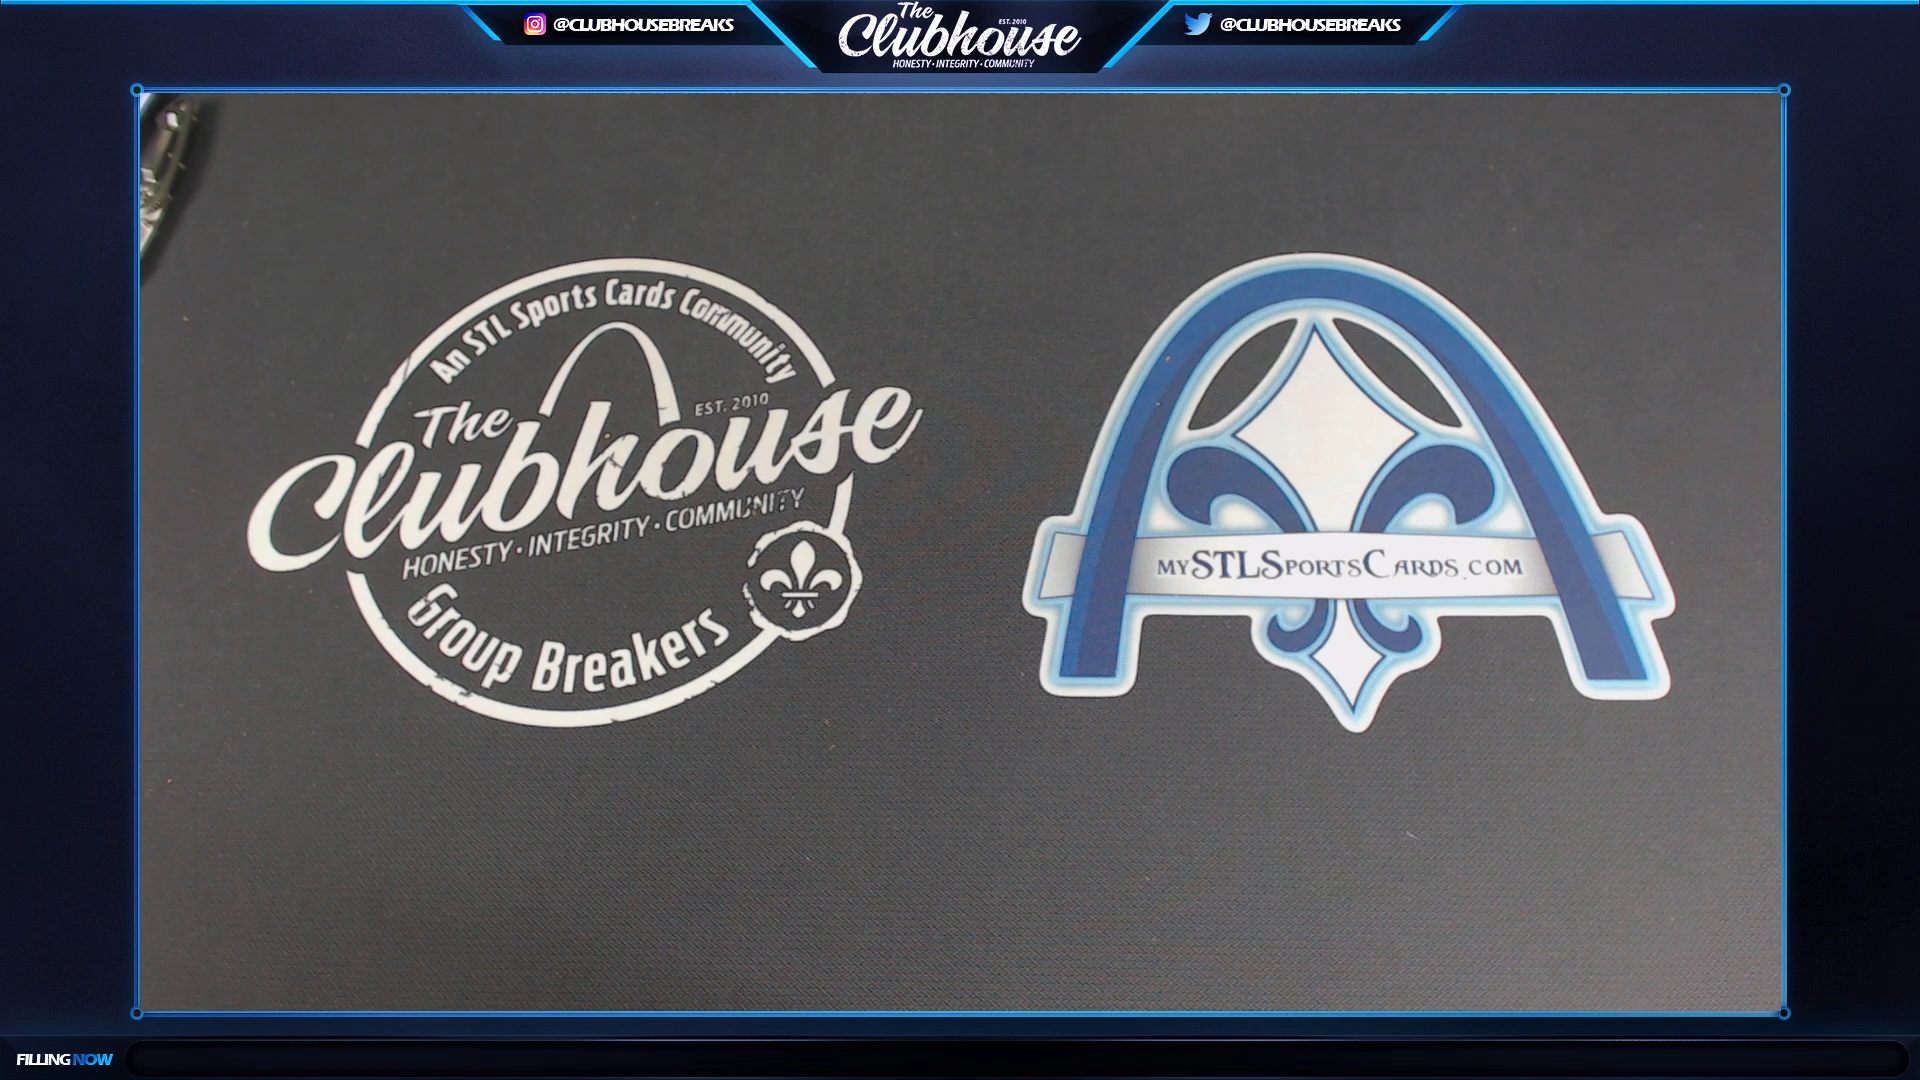 @CLUBHOUSEBREAKS
The
EST. 2010
Clubhouse
HONESTY • INTEGRITY • COMMUNITY
@CLUBHOUSEBREAKS
An STL Sports Cards Community
The
EST. 2010
Clubhouse
HONESTY • INTEGRITY • COMMUNITY
Group Breakers
mySTLSportsCards.com
FILLING NOW